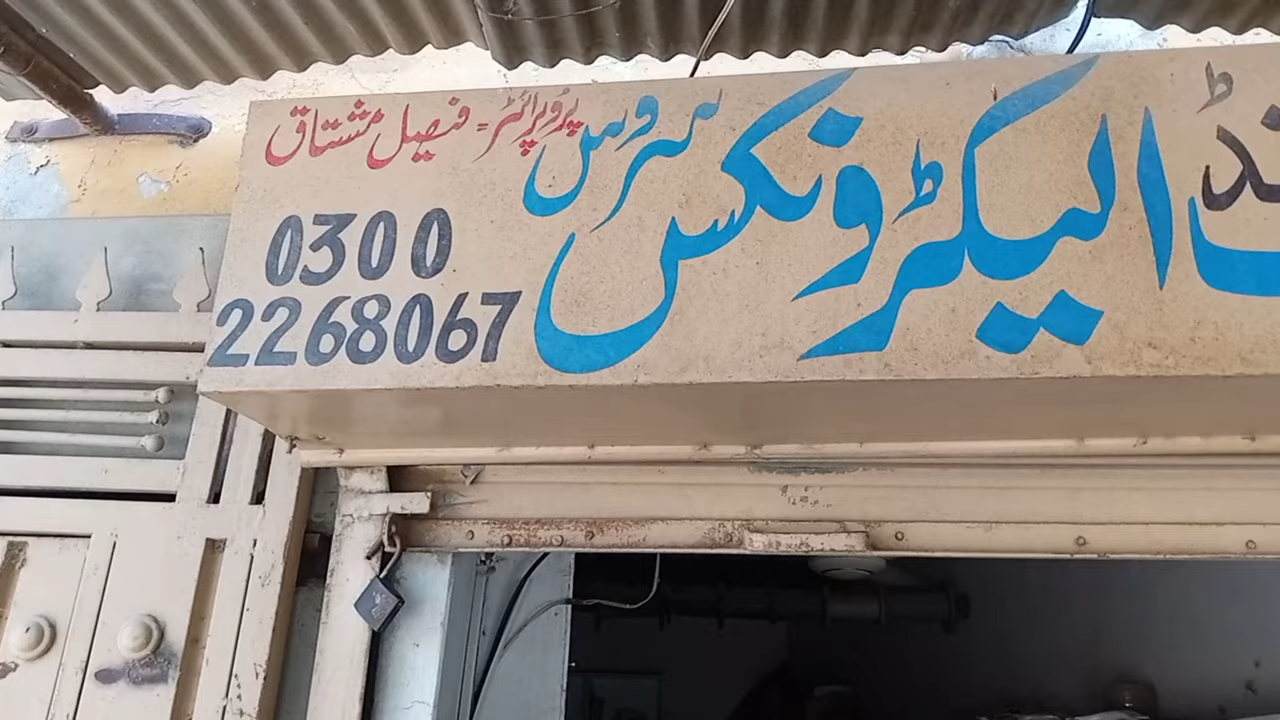 پروپرائٹر = فیصل مشتاق
الیکٹرونکس سروس
0300
2268067